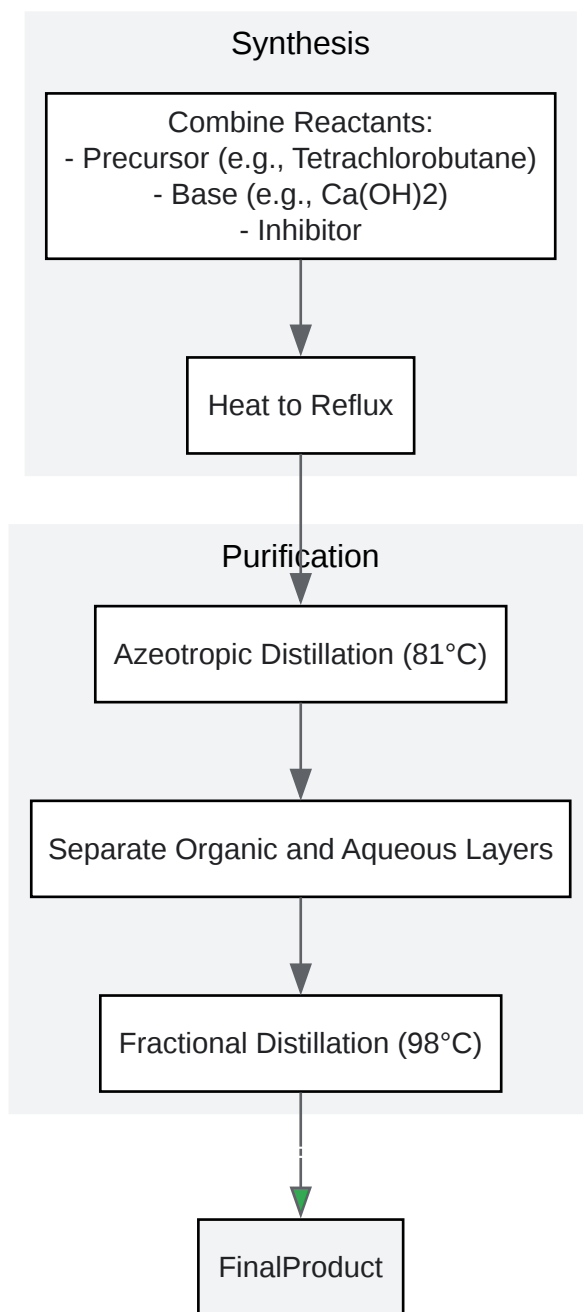 Synthesis
Combine Reactants:
- Precursor (e.g., Tetrachlorobutane)
- Base (e.g., Ca(OH)2)
- Inhibitor
Heat to Reflux
Purification
Azeotropic Distillation (81°C)
Separate Organic and Aqueous Layers
Fractional Distillation (98°C)
FinalProduct